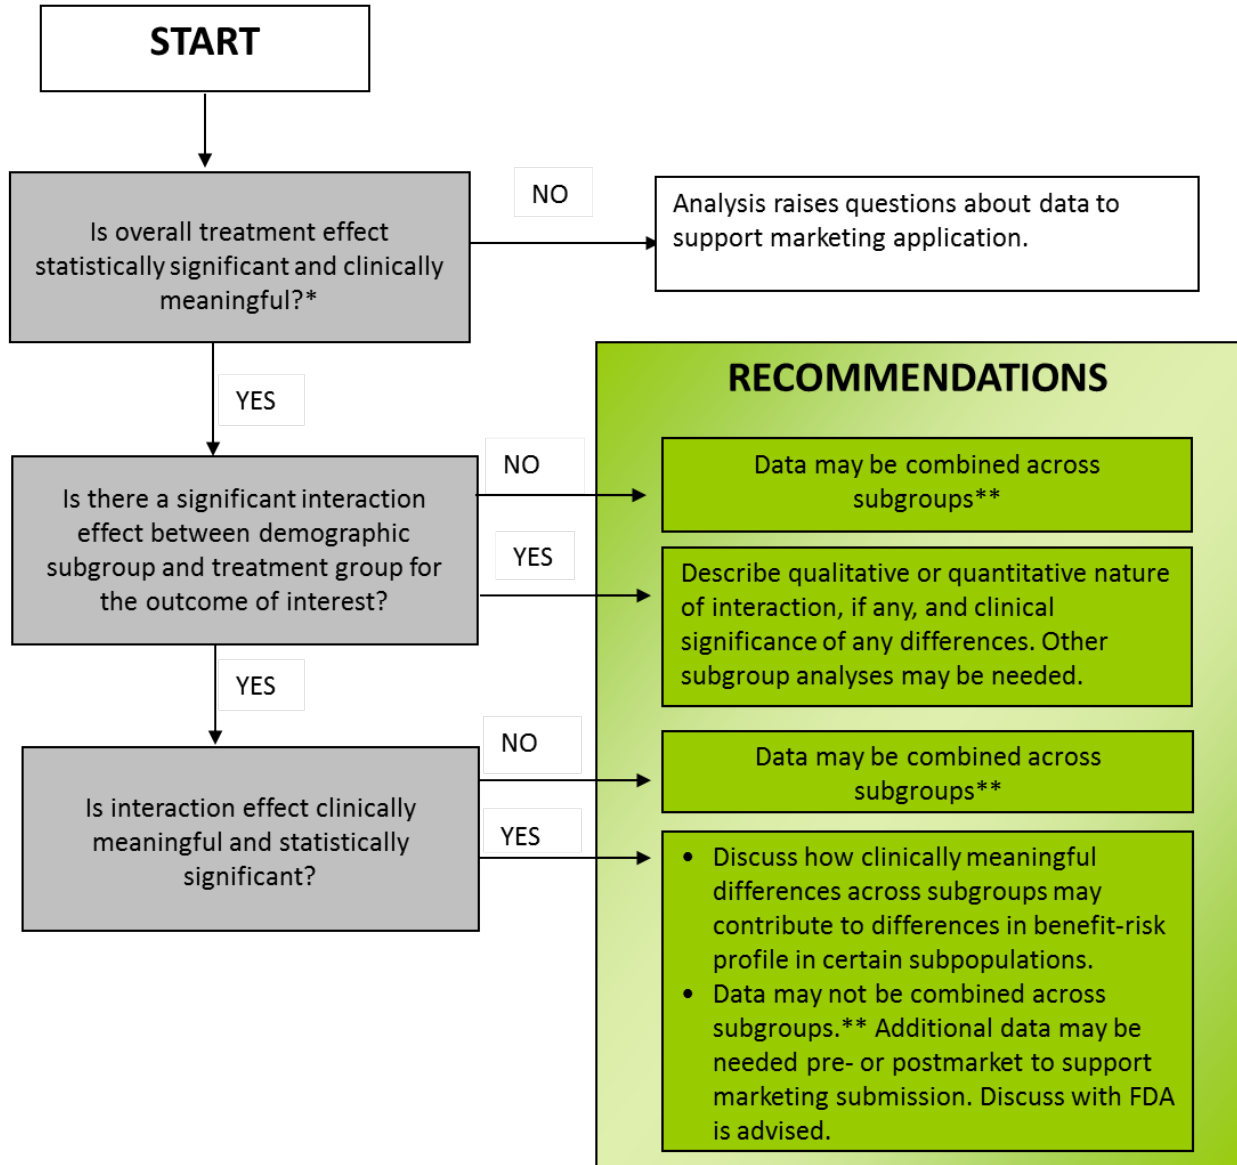 START
Is overall treatment effect
statistically significant and clinically
meaningful?*
NO
Analysis raises questions about data to
support marketing application.
YES
RECOMMENDATIONS
Is there a significant interaction
effect between demographic
subgroup and treatment group for
the outcome of interest?
NO
Data may be combined across
subgroups**
YES
Describe qualitative or quantitative nature
of interaction, if any, and clinical
significance of any differences. Other
subgroup analyses may be needed.
YES
Is interaction effect clinically
meaningful and statistically
significant?
NO
Data may be combined across
subgroups**
YES
• Discuss how clinically meaningful
differences across subgroups may
contribute to differences in benefit-risk
profile in certain subpopulations.
• Data may not be combined across
subgroups.** Additional data may be
needed pre- or postmarket to support
marketing submission. Discuss with FDA
is advised.